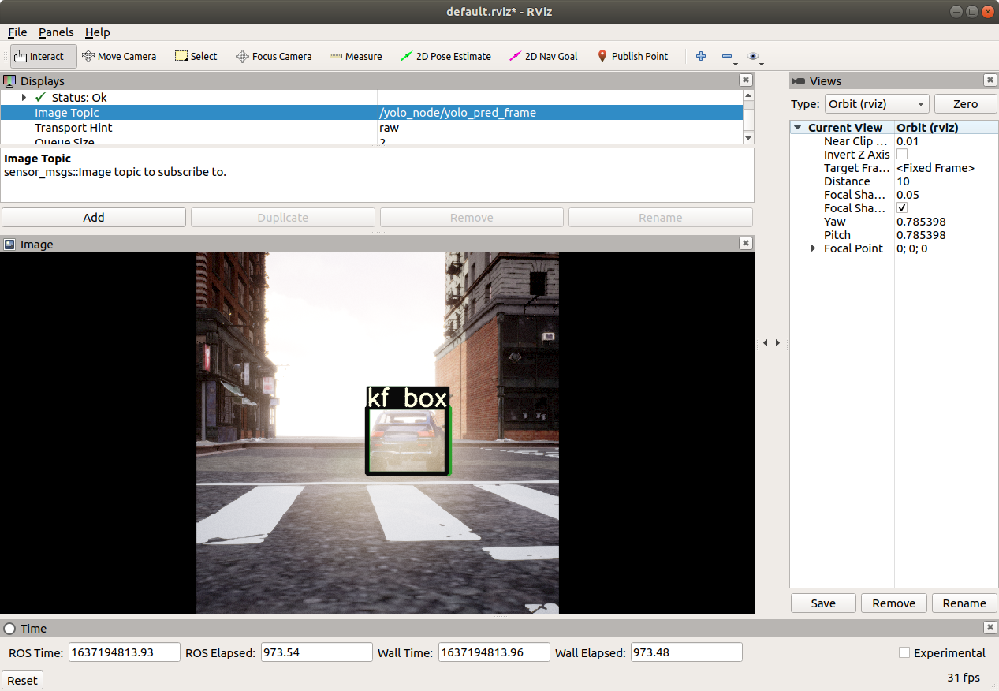 default.rviz* - RViz
File Panels Help
Interact Move Camera Select Focus Camera Measure 2D Pose Estimate 2D Nav Goal Publish Point
Displays
Status: Ok
Image Topic /yolo_node/yolo_pred_frame
Transport Hint raw
Queue Size 2
Image Topic
sensor_msgs::Image topic to subscribe to.
Add Duplicate Remove Rename
Image
kf box
Views
Type: Orbit (rviz) Zero
Current View Orbit (rviz)
Near Clip ... 0.01
Invert Z Axis
Target Fra... <Fixed Frame>
Distance 10
Focal Sha... 0.05
Focal Sha...
Yaw 0.785398
Pitch 0.785398
Focal Point 0; 0; 0
Save Remove Rename
Time
ROS Time: 1637194813.93 ROS Elapsed: 973.54 Wall Time: 1637194813.96 Wall Elapsed: 973.48 Experimental
Reset 31 fps